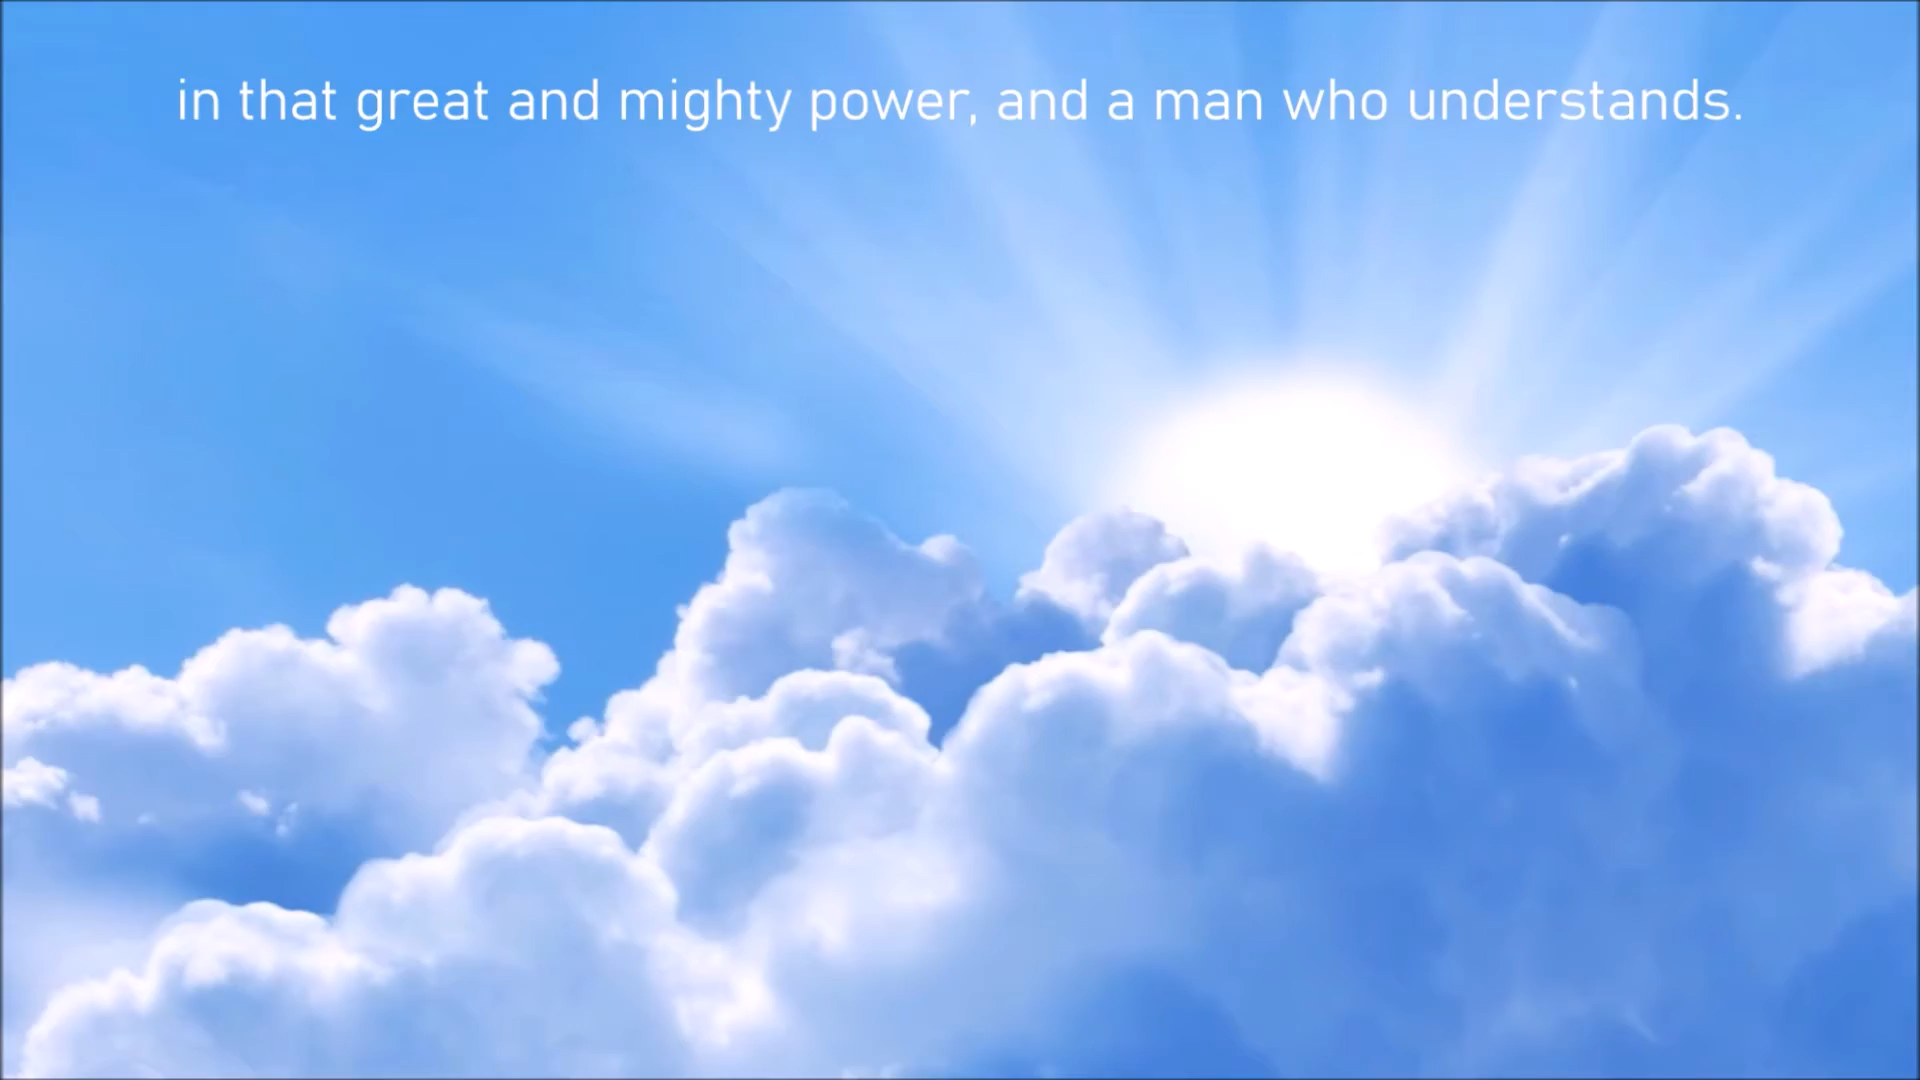 in that great and mighty power, and a man who understands.